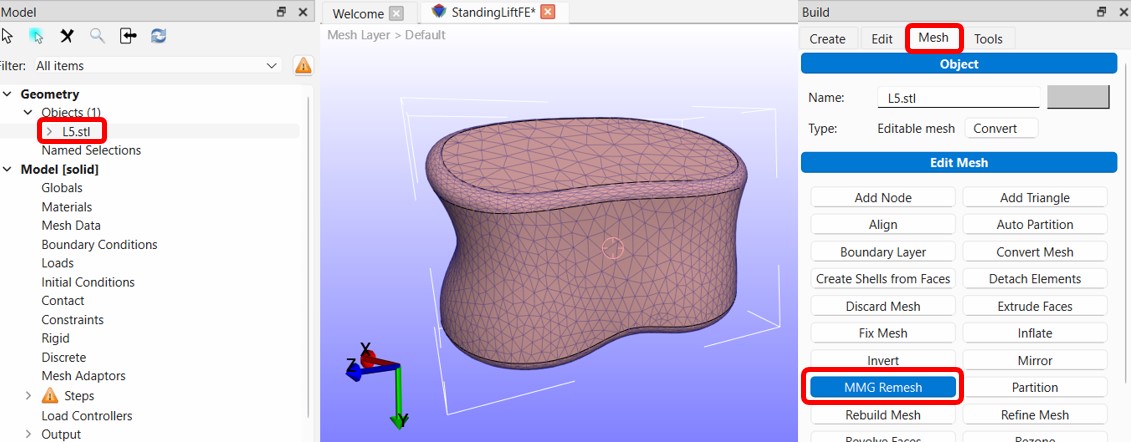 Model
Filter: All items
Geometry
Objects (1)
L5.stl
Named Selections
Model [solid]
Globals
Materials
Mesh Data
Boundary Conditions
Loads
Initial Conditions
Contact
Constraints
Rigid
Discrete
Mesh Adaptors
Steps
Load Controllers
Output
Welcome StandingLiftFE*
Mesh Layer > Default
X
Z
Y
Build
Create Edit Mesh Tools
Object
Name: L5.stl
Type: Editable mesh Convert
Edit Mesh
Add Node Add Triangle
Align Auto Partition
Boundary Layer Convert Mesh
Create Shells from Faces Detach Elements
Discard Mesh Extrude Faces
Fix Mesh Inflate
Invert Mirror
MMG Remesh Partition
Rebuild Mesh Refine Mesh
Revolve Faces Rezone